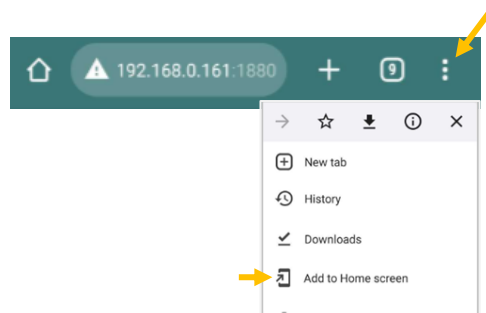 192.168.0.161:1880
9
New tab
History
Downloads
Add to Home screen